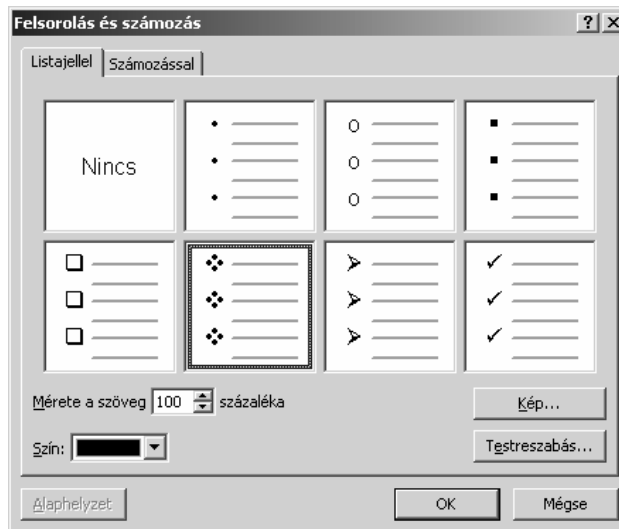 Felsorolás és számozás
Listajellel Számozással
Nincs
Mérete a szöveg 100 százaléka
Kép...
Szín:
Testreszabás...
Alaphelyzet OK Mégse